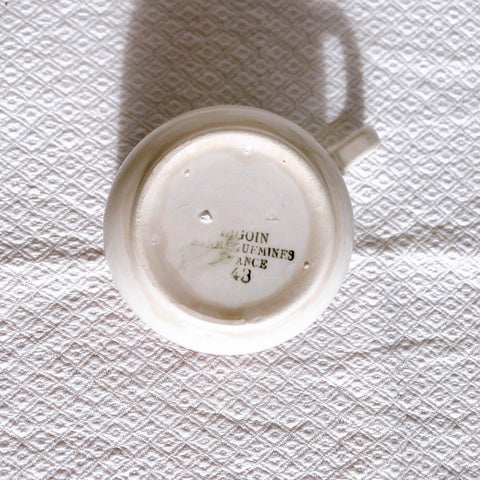 DIGOIN
SARREGUEMINES
FRANCE
43